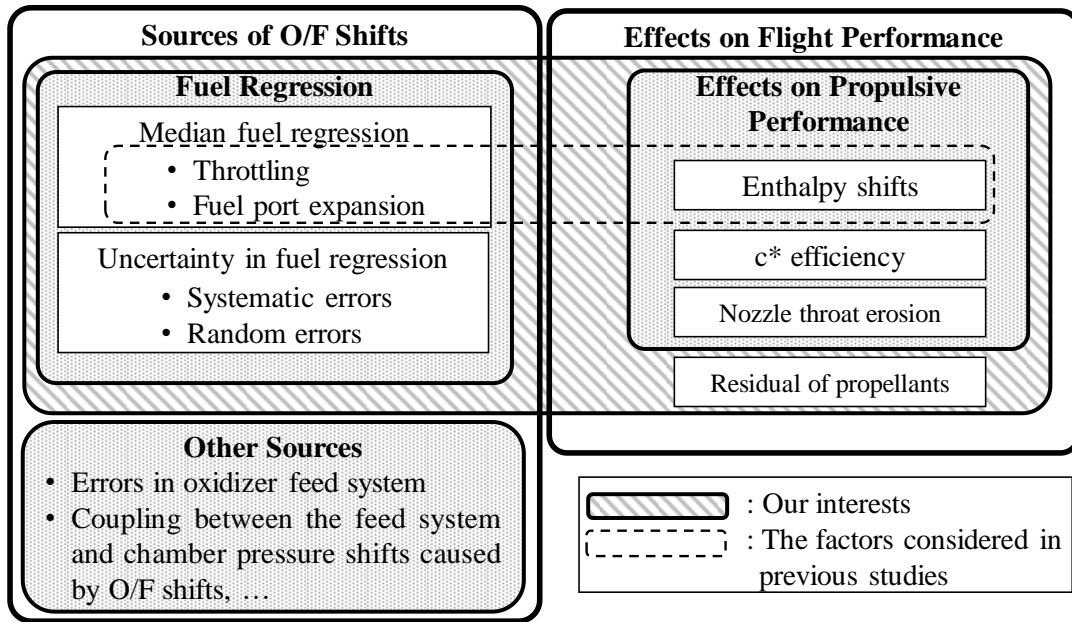 Sources of O/F Shifts
Fuel Regression
Median fuel regression
• Throttling
• Fuel port expansion
Uncertainty in fuel regression
• Systematic errors
• Random errors
Other Sources
• Errors in oxidizer feed system
• Coupling between the feed system
and chamber pressure shifts caused
by O/F shifts, …
Effects on Flight Performance
Effects on Propulsive
Performance
Enthalpy shifts
c* efficiency
Nozzle throat erosion
Residual of propellants
: Our interests
: The factors considered in
previous studies